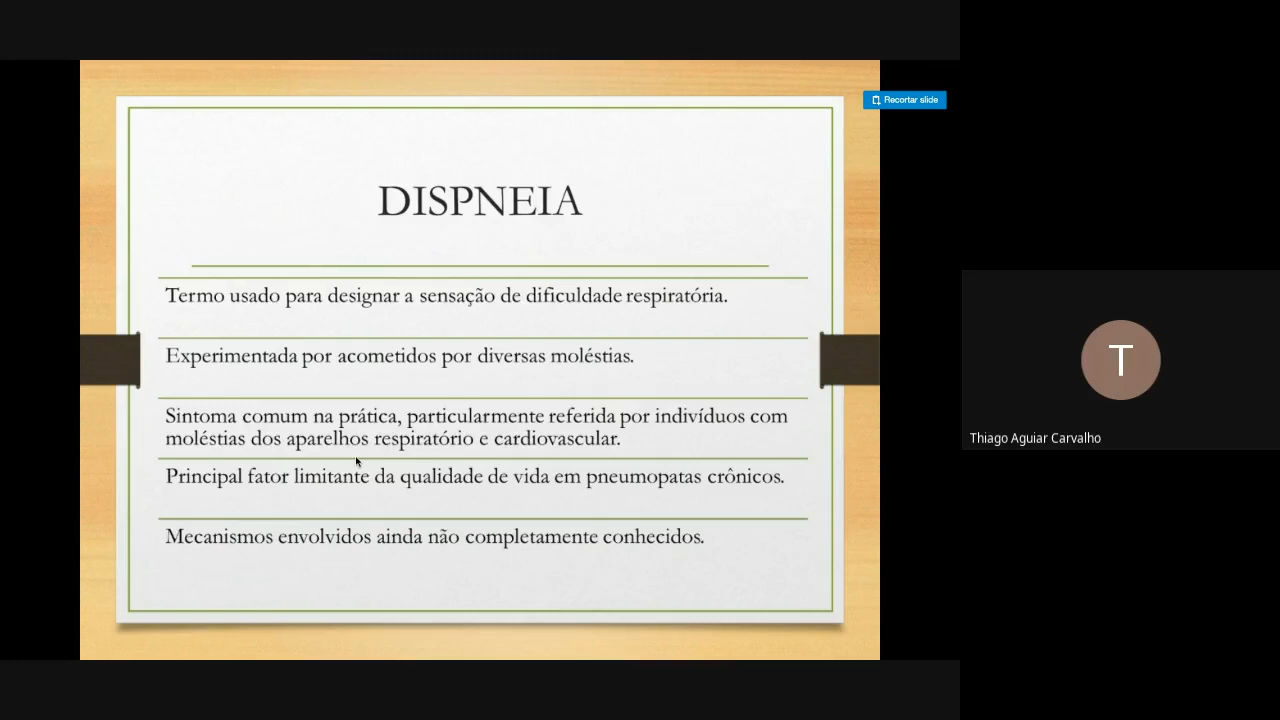 Recortar slide
DISPNEIA
Termo usado para designar a sensação de dificuldade respiratória.
Experimentada por acometidos por diversas moléstias.
Sintoma comum na prática, particularmente referida por indivíduos com
moléstias dos aparelhos respiratório e cardiovascular.
Principal fator limitante da qualidade de vida em pneumopatas crônicos.
Mecanismos envolvidos ainda não completamente conhecidos.
T
Thiago Aguiar Carvalho